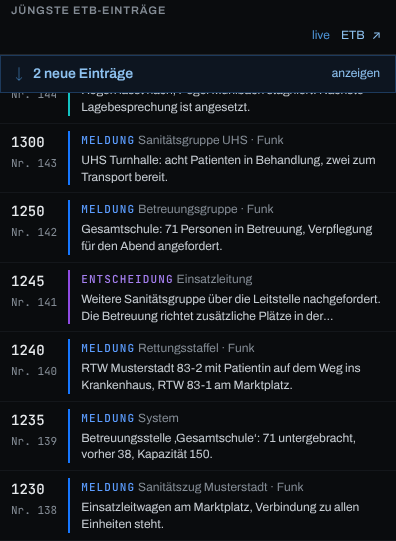 JÜNGSTE ETB-EINTRÄGE
live ETB ↗
↓ 2 neue Einträge anzeigen
Nr. 144
Lagebesprechung ist angesetzt.
1300 MELDUNG Sanitätsgruppe UHS · Funk
Nr. 143 UHS Turnhalle: acht Patienten in Behandlung, zwei zum
Transport bereit.
1250 MELDUNG Betreuungsgruppe · Funk
Nr. 142 Gesamtschule: 71 Personen in Betreuung, Verpflegung
für den Abend angefordert.
1245 ENTSCHEIDUNG Einsatzleitung
Nr. 141 Weitere Sanitätsgruppe über die Leitstelle nachgefordert.
Die Betreuung richtet zusätzliche Plätze in der…
1240 MELDUNG Rettungsstaffel · Funk
Nr. 140 RTW Musterstadt 83-2 mit Patientin auf dem Weg ins
Krankenhaus, RTW 83-1 am Marktplatz.
1235 MELDUNG System
Nr. 139 Betreuungsstelle ‚Gesamtschule‘: 71 untergebracht,
vorher 38, Kapazität 150.
1230 MELDUNG Sanitätszug Musterstadt · Funk
Nr. 138 Einsatzleitwagen am Marktplatz, Verbindung zu allen
Einheiten steht.